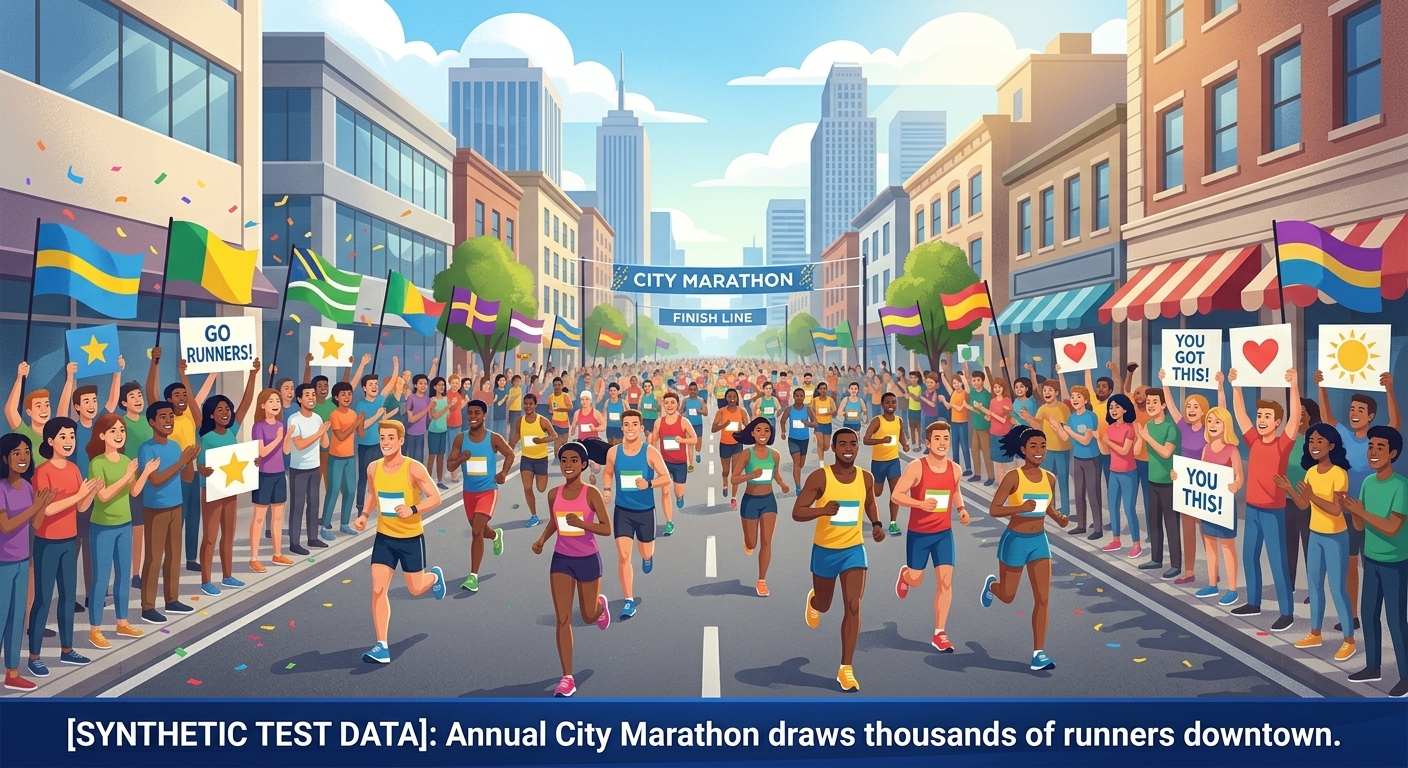 CITY MARATHON
FINISH LINE
GO
RUNNERS!
YOU
GOT
THIS!
YOU
THIS!
[SYNTHETIC TEST DATA]: Annual City Marathon draws thousands of runners downtown.